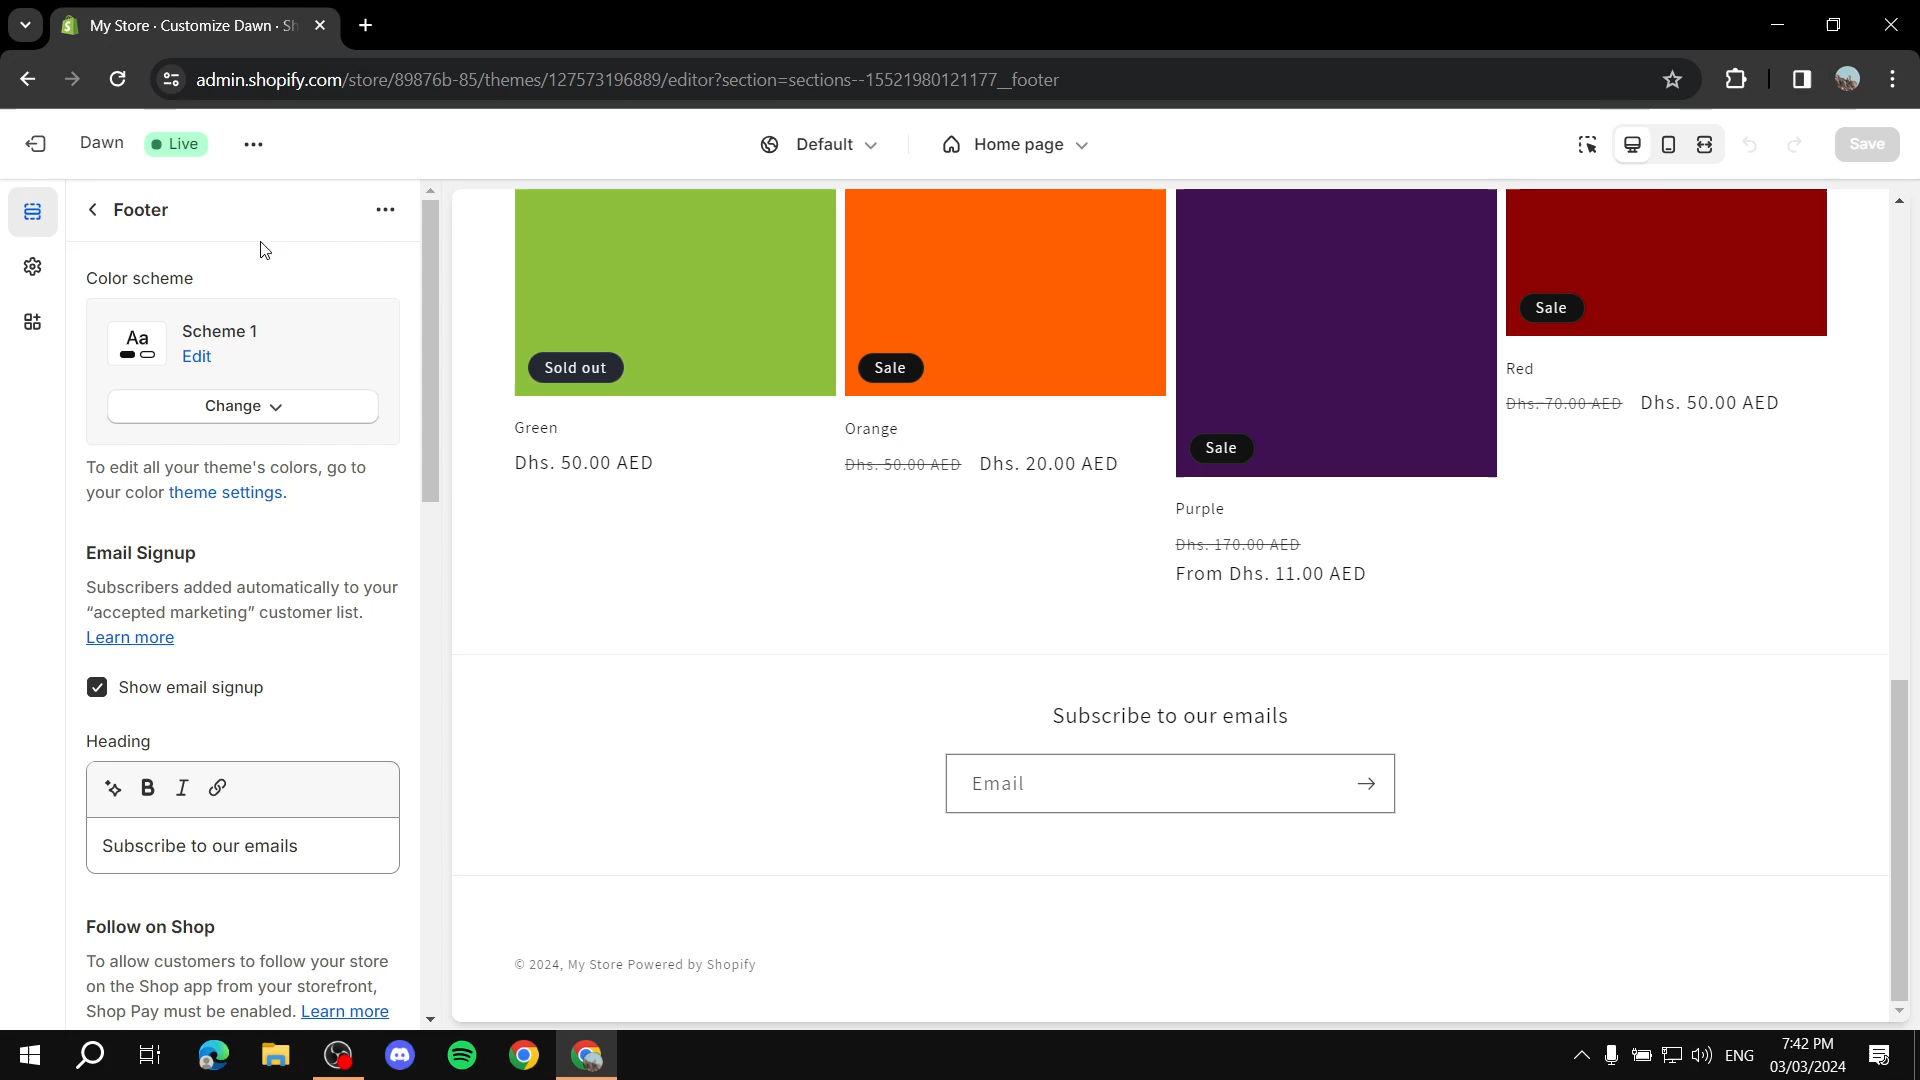 My Store · Customize Dawn · Sh
admin.shopify.com/store/89876b-85/themes/127573196889/editor?section=sections--15521980121177__footer
Dawn
Live
Default
Home page
Save
Footer
Color scheme
Aa
Scheme 1
Edit
Change
To edit all your theme's colors, go to
your color theme settings.
Email Signup
Subscribers added automatically to your
“accepted marketing” customer list.
Learn more
Show email signup
Heading
B I
Subscribe to our emails
Follow on Shop
To allow customers to follow your store
on the Shop app from your storefront,
Shop Pay must be enabled. Learn more
Sold out
Green
Dhs. 50.00 AED
Sale
Orange
Dhs. 50.00 AED Dhs. 20.00 AED
Sale
Purple
Dhs. 170.00 AED
From Dhs. 11.00 AED
Sale
Red
Dhs. 70.00 AED Dhs. 50.00 AED
Subscribe to our emails
Email
© 2024, My Store Powered by Shopify
ENG
7:42 PM
03/03/2024